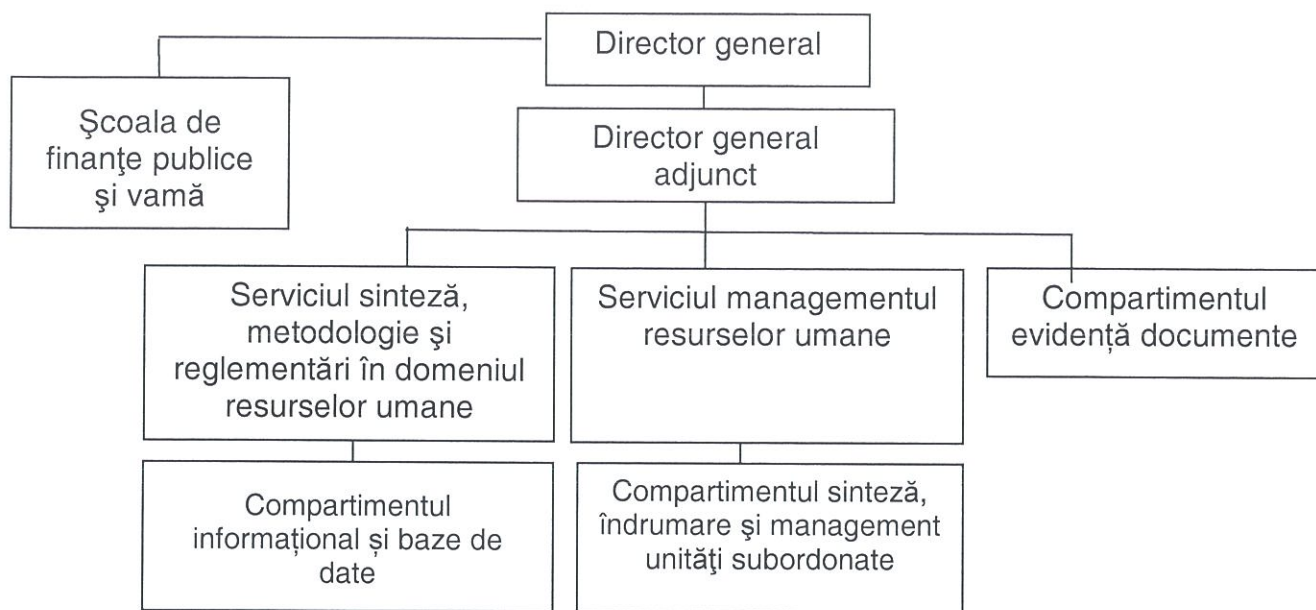 Director general
Şcoala de
finanţe publice
şi vamă
Director general
adjunct
Serviciul sinteză,
metodologie şi
reglementări în domeniul
resurselor umane
Serviciul managementul
resurselor umane
Compartimentul
evidență documente
Compartimentul
informațional și baze de
date
Compartimentul sinteză,
îndrumare şi management
unităţi subordonate